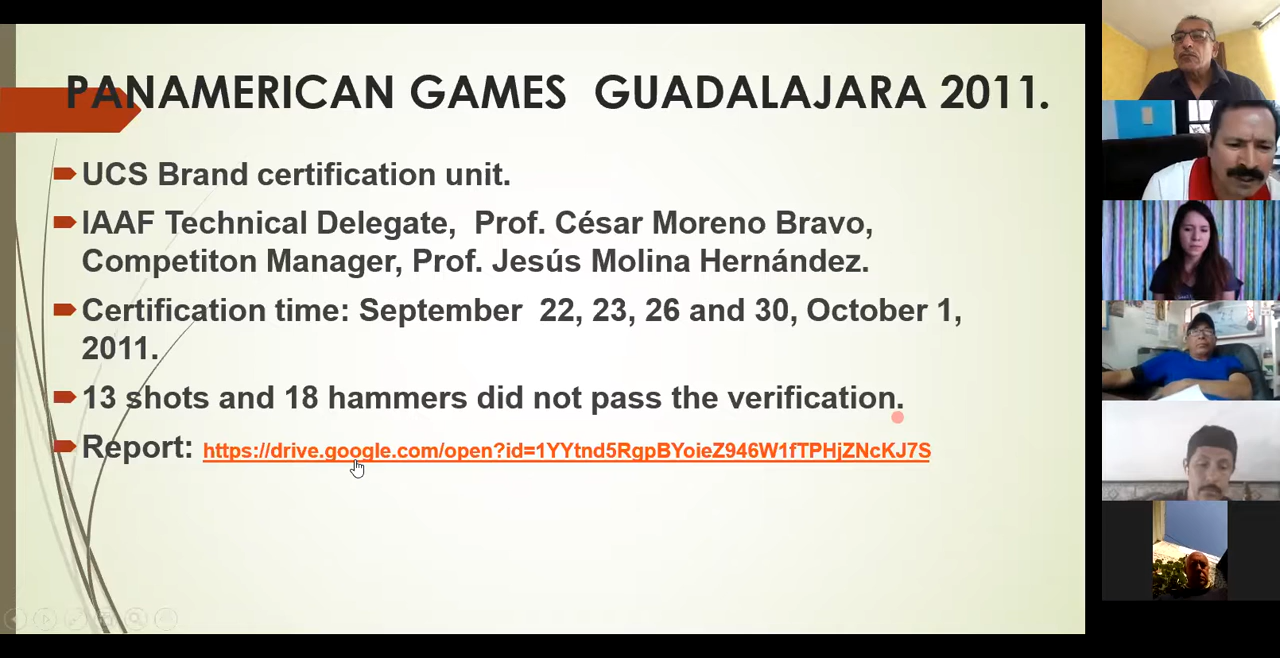 PANAMERICAN GAMES GUADALAJARA 2011.
UCS Brand certification unit.
IAAF Technical Delegate, Prof. César Moreno Bravo,
Competiton Manager, Prof. Jesús Molina Hernández.
Certification time: September 22, 23, 26 and 30, October 1,
2011.
13 shots and 18 hammers did not pass the verification.
Report: https://drive.google.com/open?id=1YYtnd5RgpBYoieZ946W1fTPHjZNcKJ7S